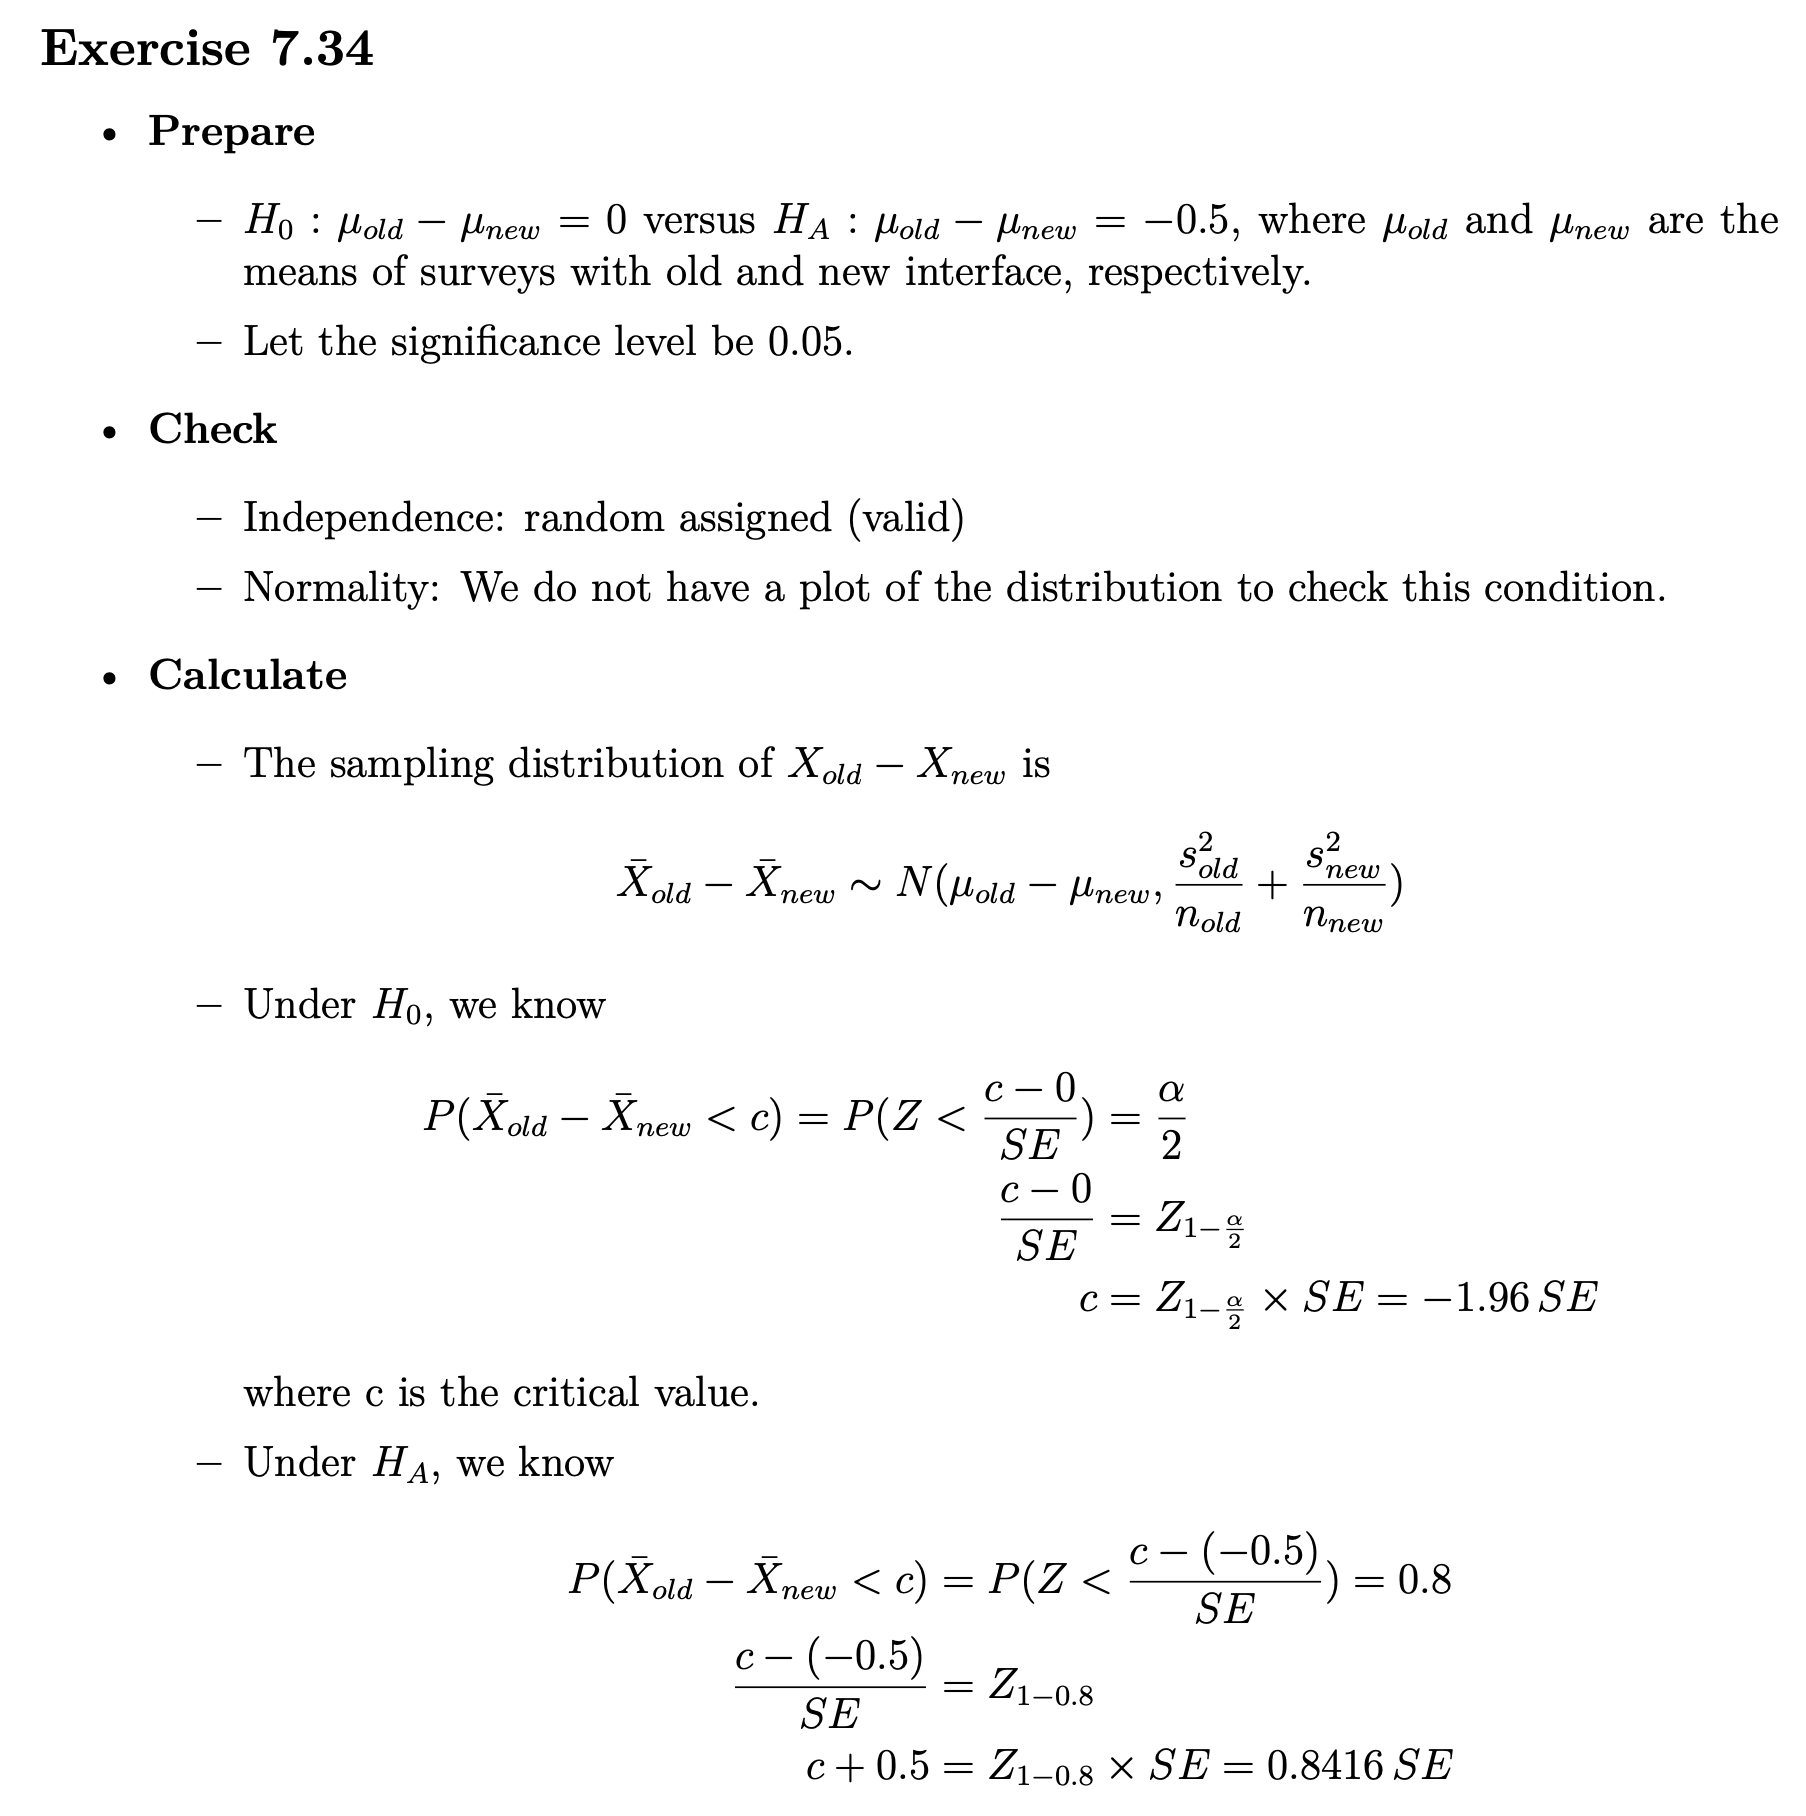 Exercise 7.34
• Prepare
– $H_0 : \mu_{old} - \mu_{new} = 0$ versus $H_A : \mu_{old} - \mu_{new} = -0.5$, where $\mu_{old}$ and $\mu_{new}$ are the
means of surveys with old and new interface, respectively.
– Let the significance level be 0.05.
• Check
– Independence: random assigned (valid)
– Normality: We do not have a plot of the distribution to check this condition.
• Calculate
– The sampling distribution of $X_{old} - X_{new}$ is
$\bar{X}_{old} - \bar{X}_{new} \sim N(\mu_{old} - \mu_{new}, \frac{s^2_{old}}{n_{old}} + \frac{s^2_{new}}{n_{new}})$
– Under $H_0$, we know
$P(\bar{X}_{old} - \bar{X}_{new} < c) = P(Z < \frac{c-0}{SE}) = \frac{\alpha}{2}$
$\frac{c-0}{SE} = Z_{1-\frac{\alpha}{2}}$
$c = Z_{1-\frac{\alpha}{2}} \times SE = -1.96\,SE$
where c is the critical value.
– Under $H_A$, we know
$P(\bar{X}_{old} - \bar{X}_{new} < c) = P(Z < \frac{c-(-0.5)}{SE}) = 0.8$
$\frac{c-(-0.5)}{SE} = Z_{1-0.8}$
$c + 0.5 = Z_{1-0.8} \times SE = 0.8416\,SE$